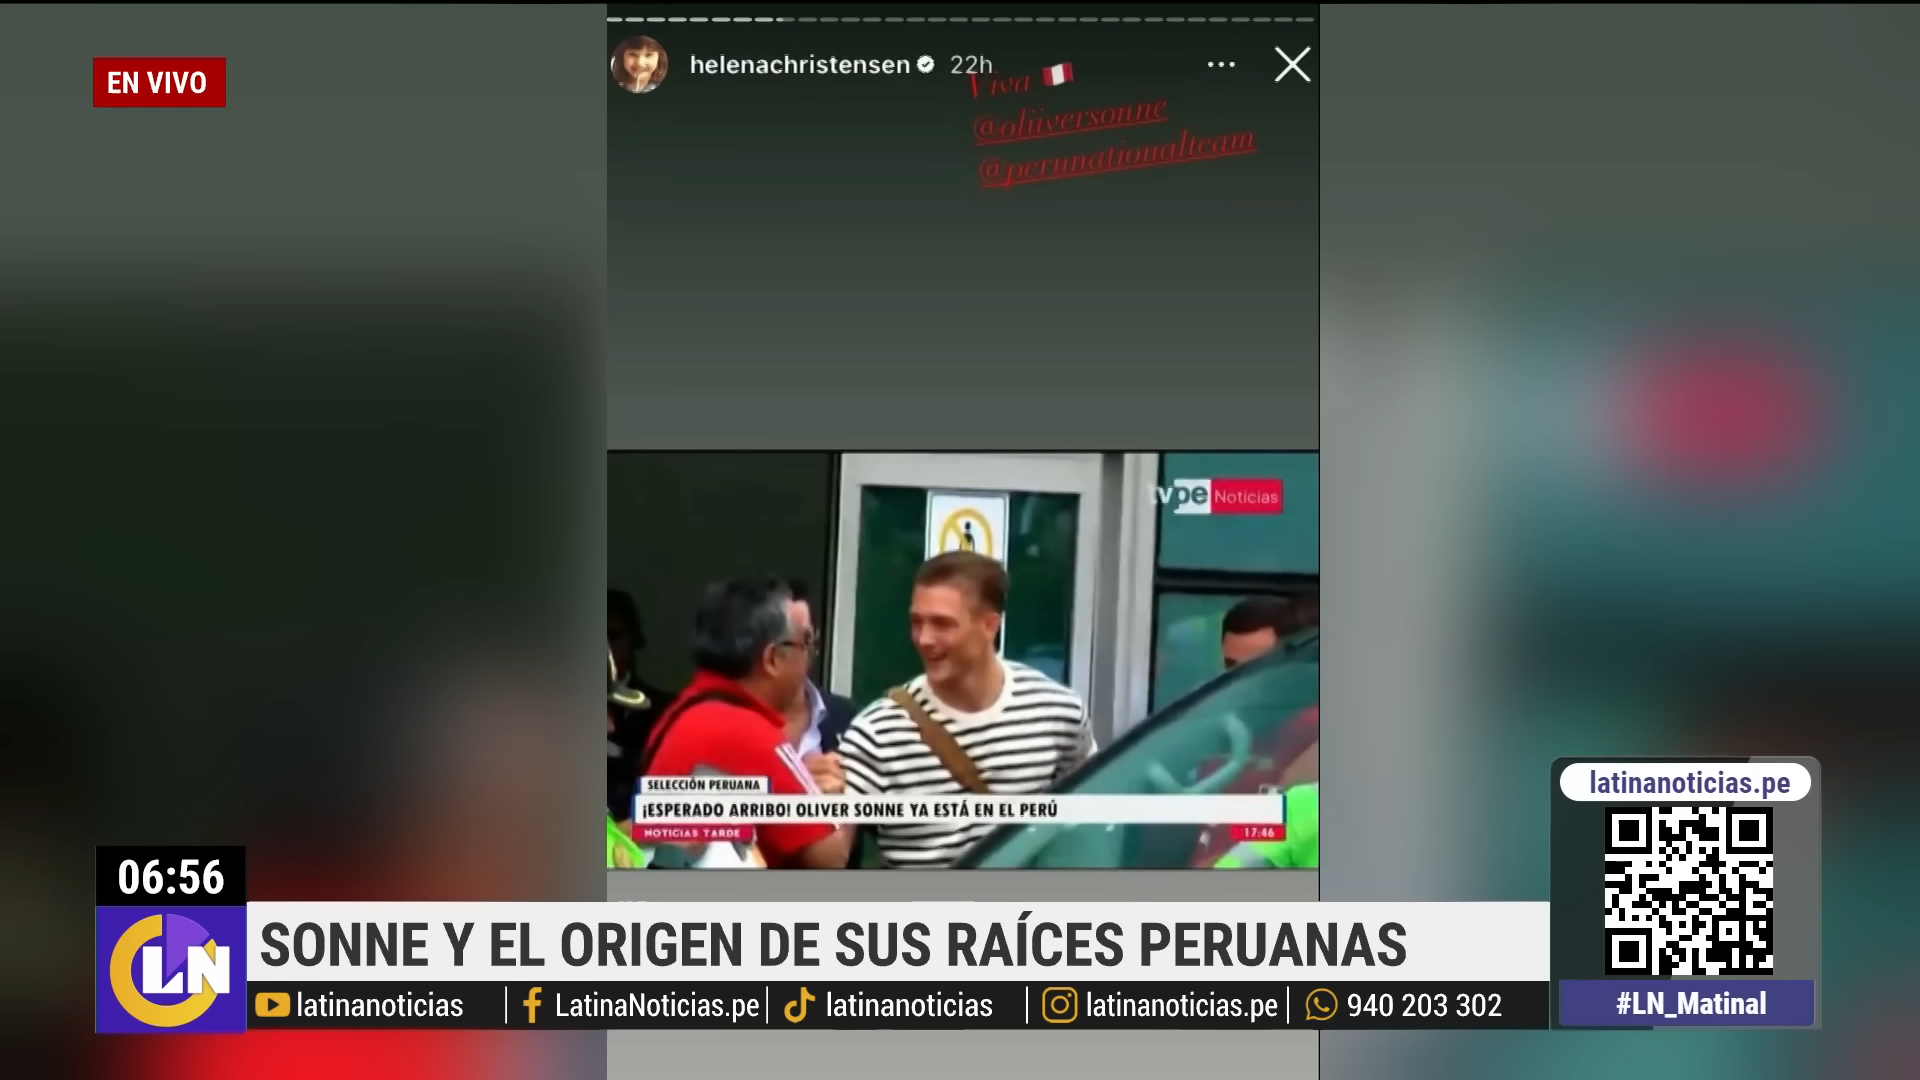 EN VIVO
helenachristensen 22h
Viva
@oliiversonne
@perunationalteam
tvpe Noticias
SELECCIÓN PERUANA
¡ESPERADO ARRIBO! OLIVER SONNE YA ESTÁ EN EL PERÚ
NOTICIAS TARDE 17:46
latinanoticias.pe
06:56
LN
SONNE Y EL ORIGEN DE SUS RAÍCES PERUANAS
latinanoticias LatinaNoticias.pe latinanoticias latinanoticias.pe 940 203 302
#LN_Matinal